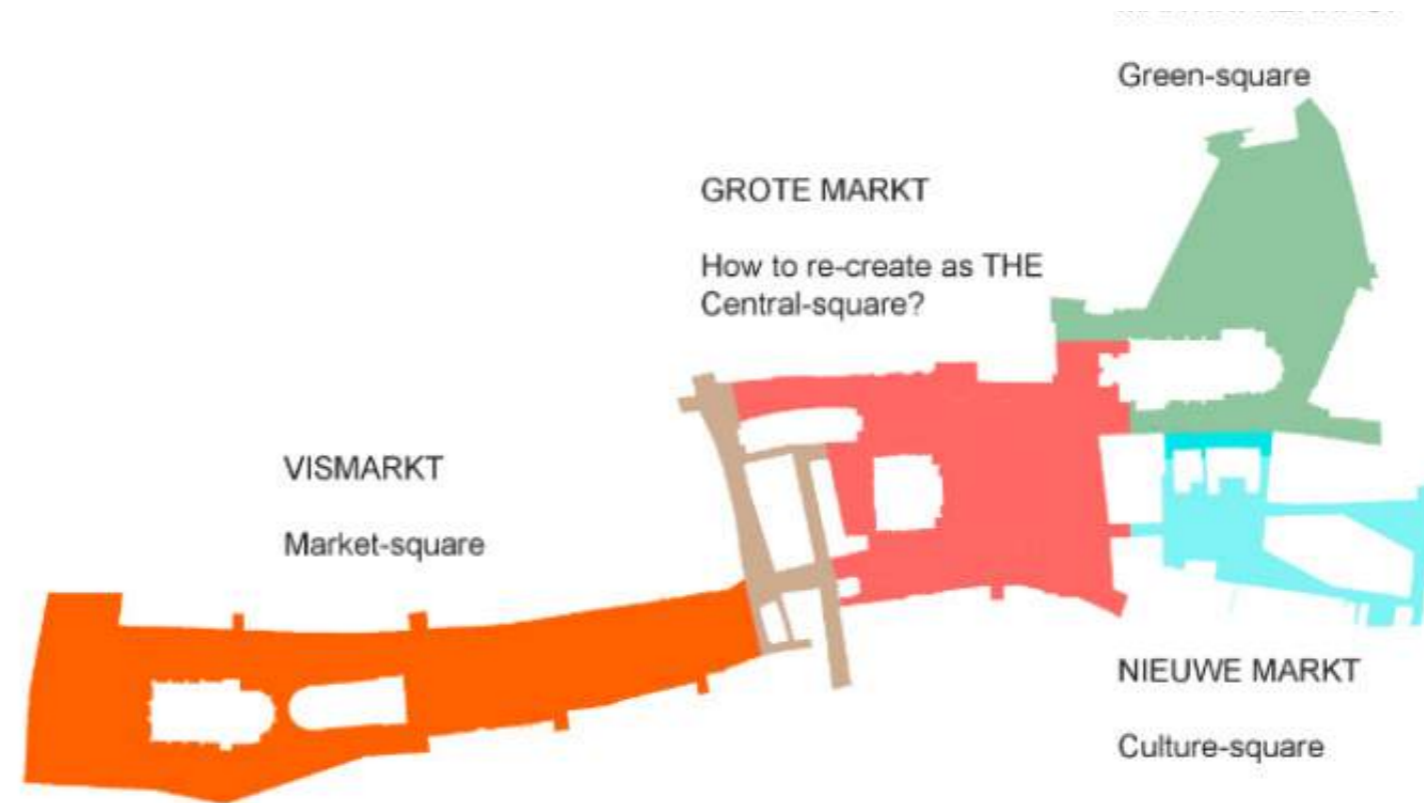 Green-square
GROTE MARKT
How to re-create as THE
Central-square?
VISMARKT
Market-square
NIEUWE MARKT
Culture-square